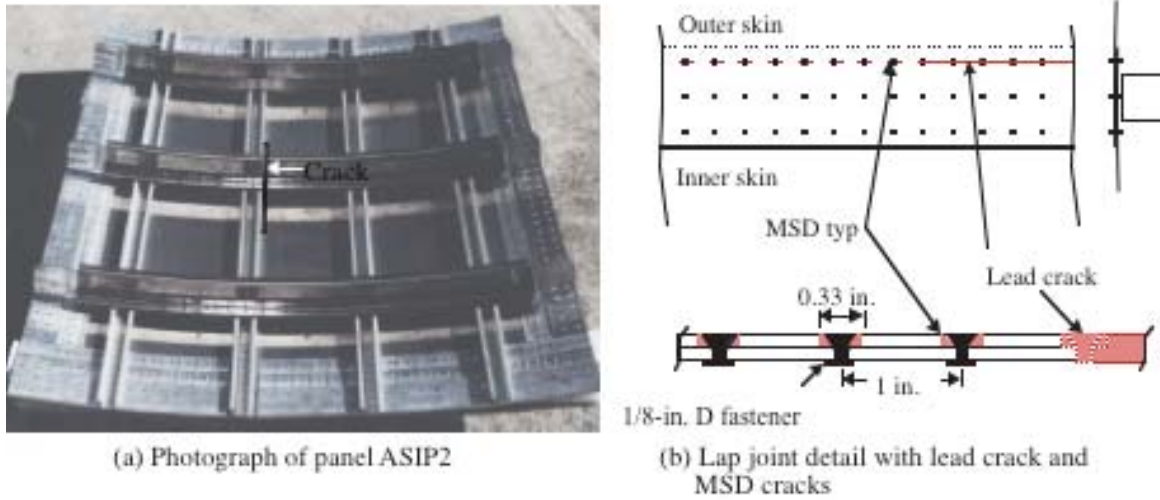 Crack
Outer skin
Inner skin
MSD typ
Lead crack
0.33 in.
1 in.
1/8-in. D fastener
(a) Photograph of panel ASIP2
(b) Lap joint detail with lead crack and
MSD cracks